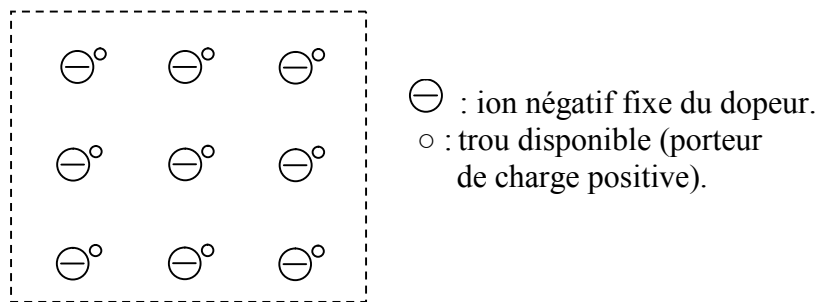 : ion négatif fixe du dopeur.
○ : trou disponible (porteur
de charge positive).